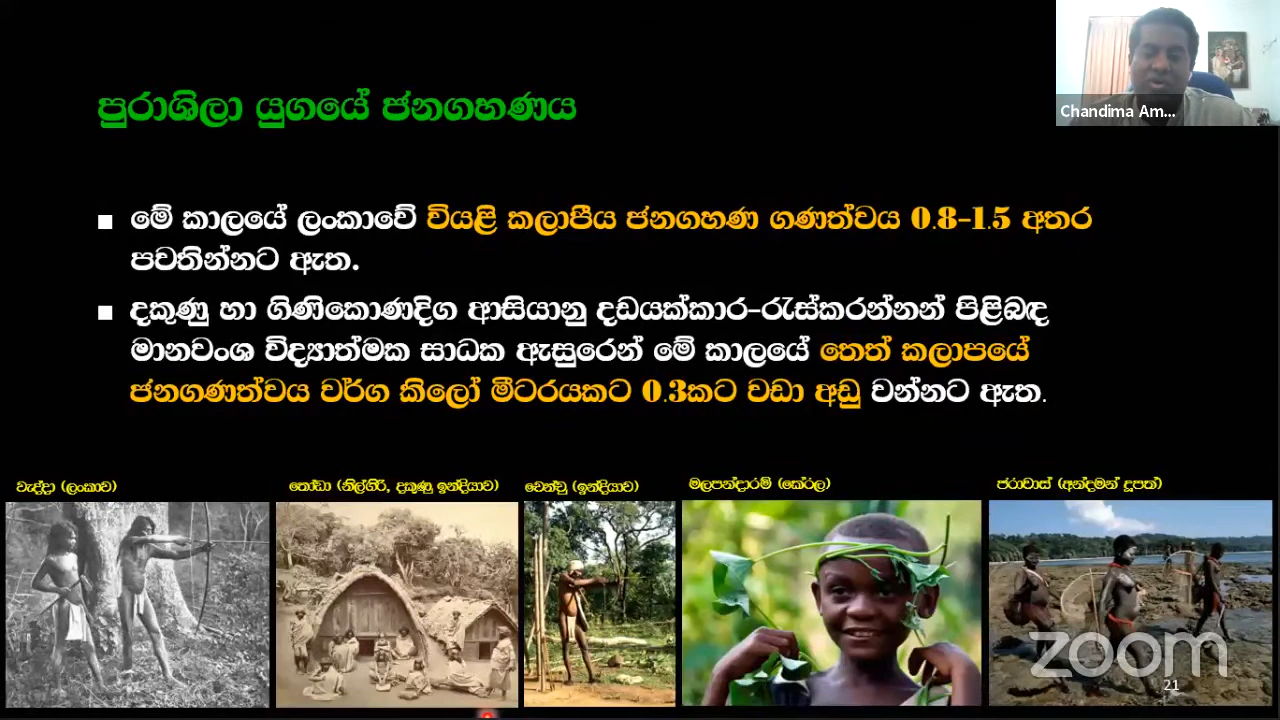 Chandima Am...
පුරාශිලා යුගයේ ජනගහණය
මේ කාලයේ ලංකාවේ වියළි කලාපීය ජනගහණ ගණත්වය 0.8-1.5 අතර
පවතින්නට ඇත.
දකුණු හා ගිණිකොණදිග ආසියානු දඩයක්කාර-රැස්කරන්නන් පිළිබඳ
මානවංශ විද්‍යාත්මක සාධක ඇසුරෙන් මේ කාලයේ තෙත් කලාපයේ
ජනගණත්වය වර්ග කිලෝ මීටරයකට 0.3කට වඩා අඩු වන්නට ඇත.
වැද්දා (ලංකාව)
තෝඩා (නිල්ගිරි, දකුණු ඉන්දියාව)
චෙන්චු (ඉන්දියාව)
මලපන්දාරම් (කේර්ල)
ජරාවාස් (අන්දමන් දූපත්)
zoom
21